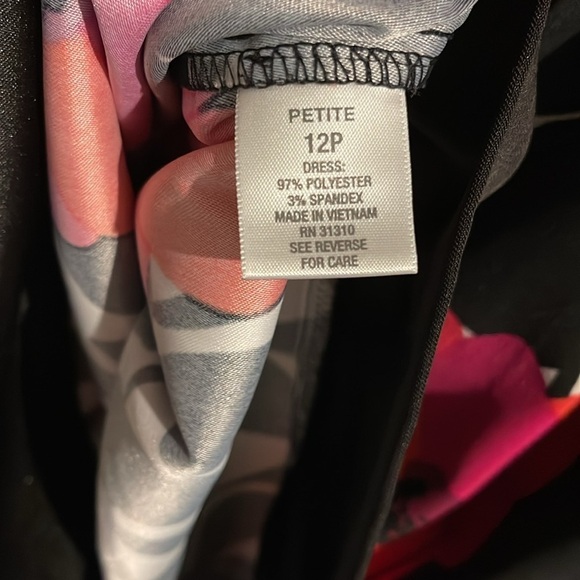 PETITE
12P
DRESS:
97% POLYESTER
3% SPANDEX
MADE IN VIETNAM
RN 31310
SEE REVERSE
FOR CARE